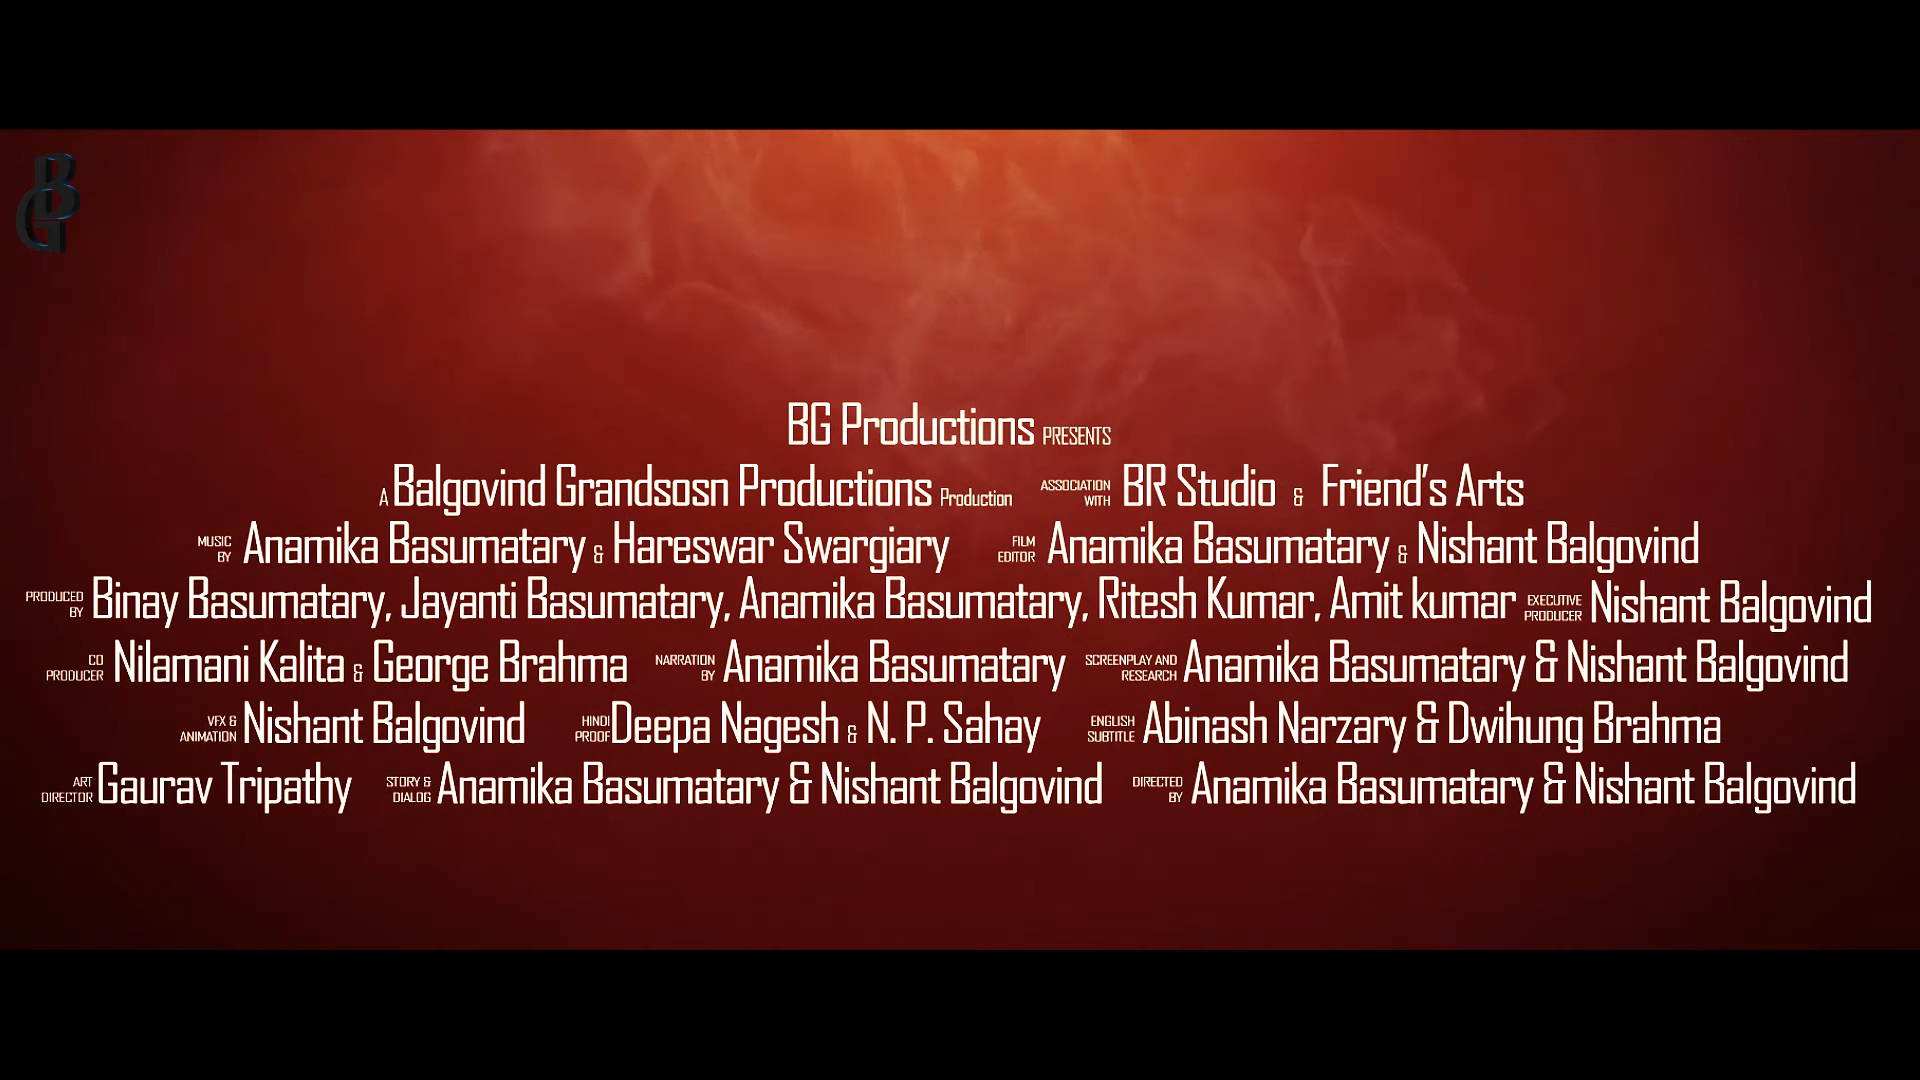 BG
BG Productions PRESENTS
A Balgovind Grandsosn Productions Production ASSOCIATION WITH BR Studio & Friend's Arts
MUSIC BY Anamika Basumatary & Hareswar Swargiary FILM EDITOR Anamika Basumatary & Nishant Balgovind
PRODUCED BY Binay Basumatary, Jayanti Basumatary, Anamika Basumatary, Ritesh Kumar, Amit kumar EXECUTIVE PRODUCER Nishant Balgovind
CO PRODUCER Nilamani Kalita & George Brahma NARRATION BY Anamika Basumatary SCREENPLAY AND RESEARCH Anamika Basumatary & Nishant Balgovind
VFX & ANIMATION Nishant Balgovind HINDI PROOF Deepa Nagesh & N. P. Sahay ENGLISH SUBTITLE Abinash Narzary & Dwihung Brahma
ART DIRECTOR Gaurav Tripathy STORY & DIALOG Anamika Basumatary & Nishant Balgovind DIRECTED BY Anamika Basumatary & Nishant Balgovind